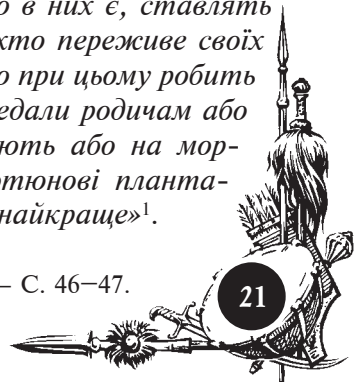 о в них є, ставлять
хто переживе своїх
о при цьому робить
едали родичам або
ють або на мор-
тюнові планта-
найкраще»¹.
– С. 46–47.
21